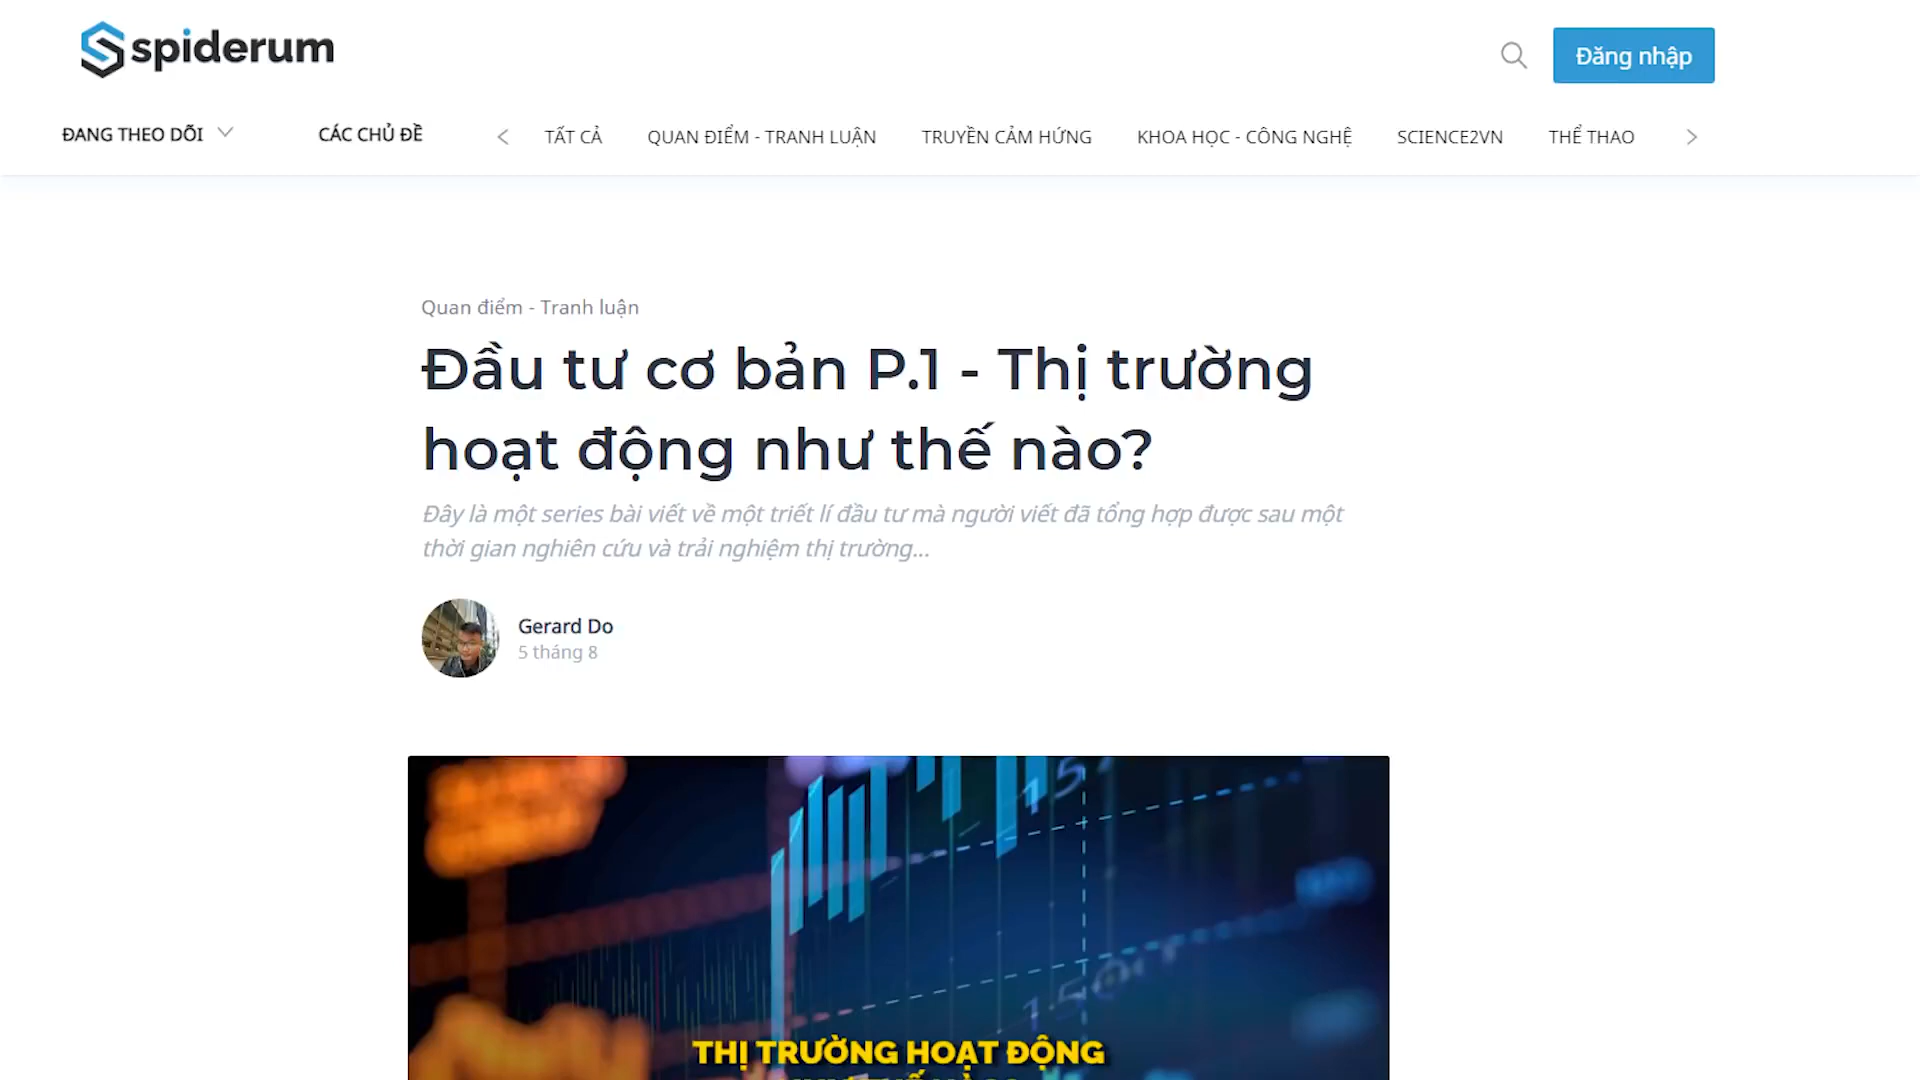 spiderum
Đăng nhập
ĐANG THEO DÕI
CÁC CHỦ ĐỀ
TẤT CẢ
QUAN ĐIỂM - TRANH LUẬN
TRUYỀN CẢM HỨNG
KHOA HỌC - CÔNG NGHỆ
SCIENCE2VN
THỂ THAO
Quan điểm - Tranh luận
Đầu tư cơ bản P.1 - Thị trường
hoạt động như thế nào?
Đây là một series bài viết về một triết lí đầu tư mà người viết đã tổng hợp được sau một
thời gian nghiên cứu và trải nghiệm thị trường...
Gerard Do
5 tháng 8
THỊ TRƯỜNG HOẠT ĐỘNG